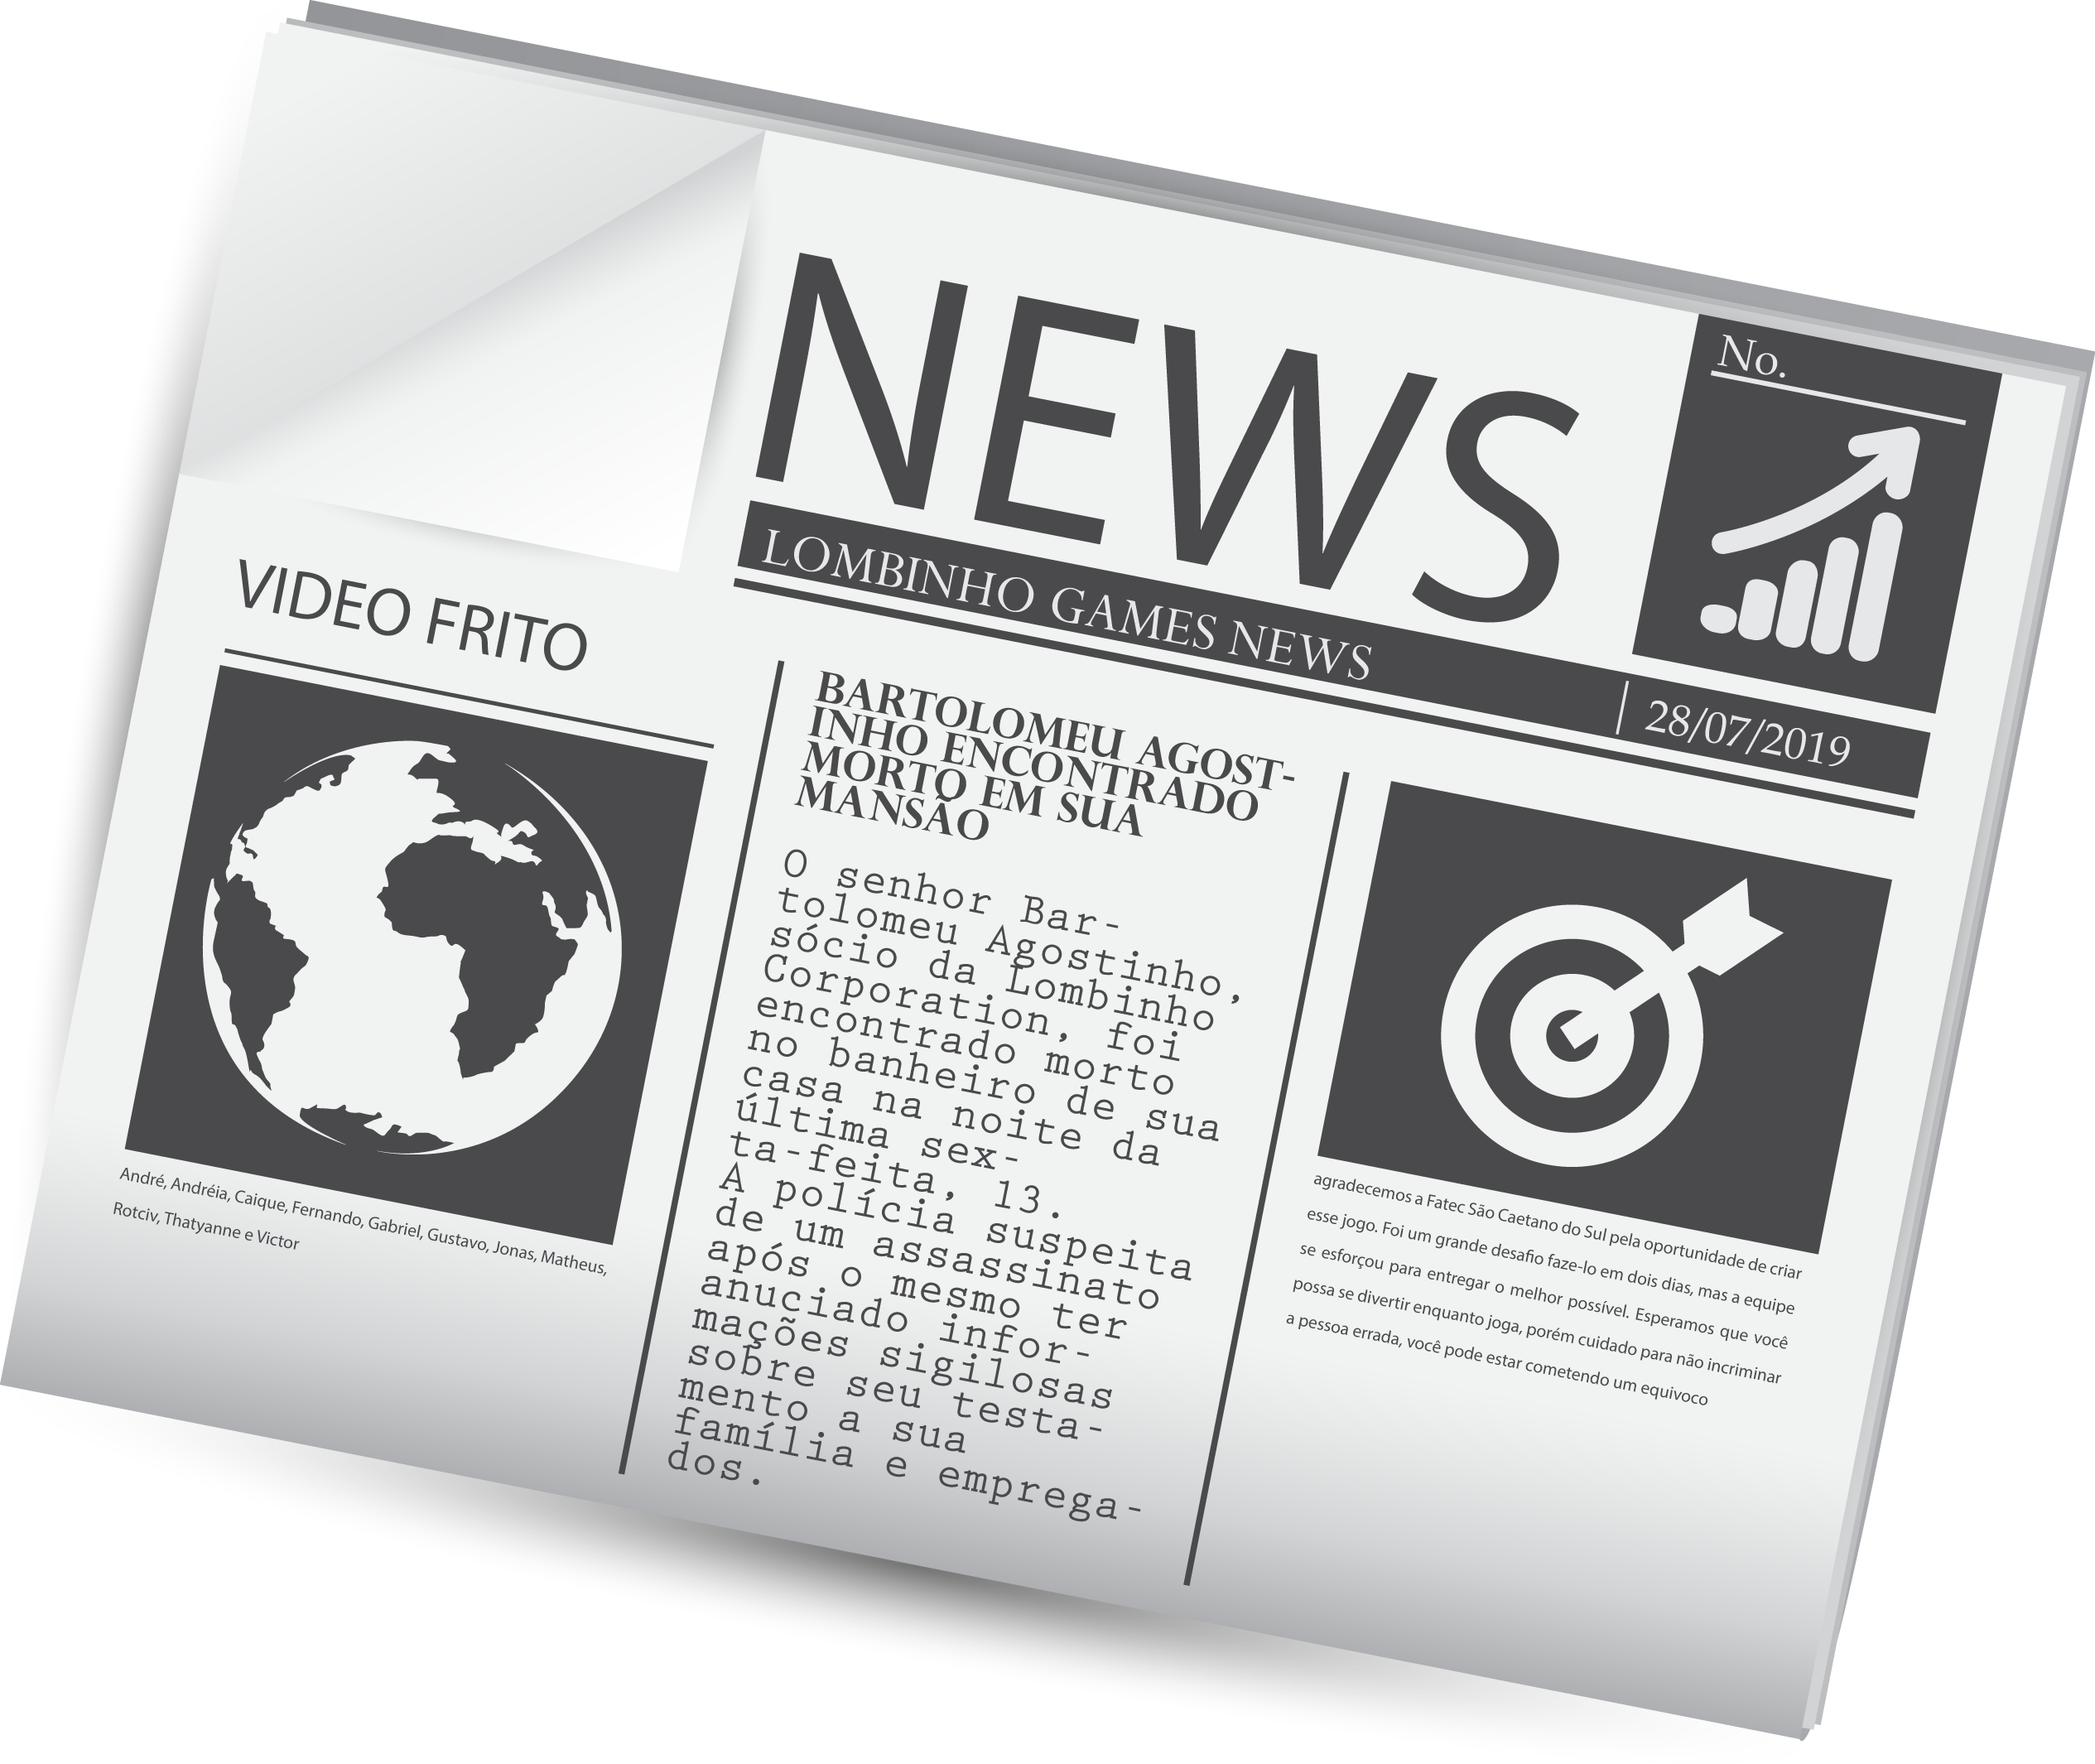 NEWS
No.
LOMBINHO GAMES NEWS
28/07/2019
VIDEO FRITO
André, Andréia, Caique, Fernando, Gabriel, Gustavo, Jonas, Matheus,
Rotciv, Thatyanne e Victor
BARTOLOMEU AGOST-
INHO ENCONTRADO
MORTO EM SUA
MANSÃO
O senhor Bar-
tolomeu Agostinho,
sócio da Lombinho
Corporation, foi
encontrado morto
no banheiro de sua
casa na noite da
última sex-
ta-feita, 13.
A polícia suspeita
de um assassinato
após o mesmo ter
anuciado infor-
mações sigilosas
sobre seu testa-
mento a sua
família e emprega-
dos.
agradecemos a Fatec São Caetano do Sul pela oportunidade de criar
esse jogo. Foi um grande desafio faze-lo em dois dias, mas a equipe
se esforçou para entregar o melhor possível. Esperamos que você
possa se divertir enquanto joga, porém cuidado para não incriminar
a pessoa errada, você pode estar cometendo um equivoco